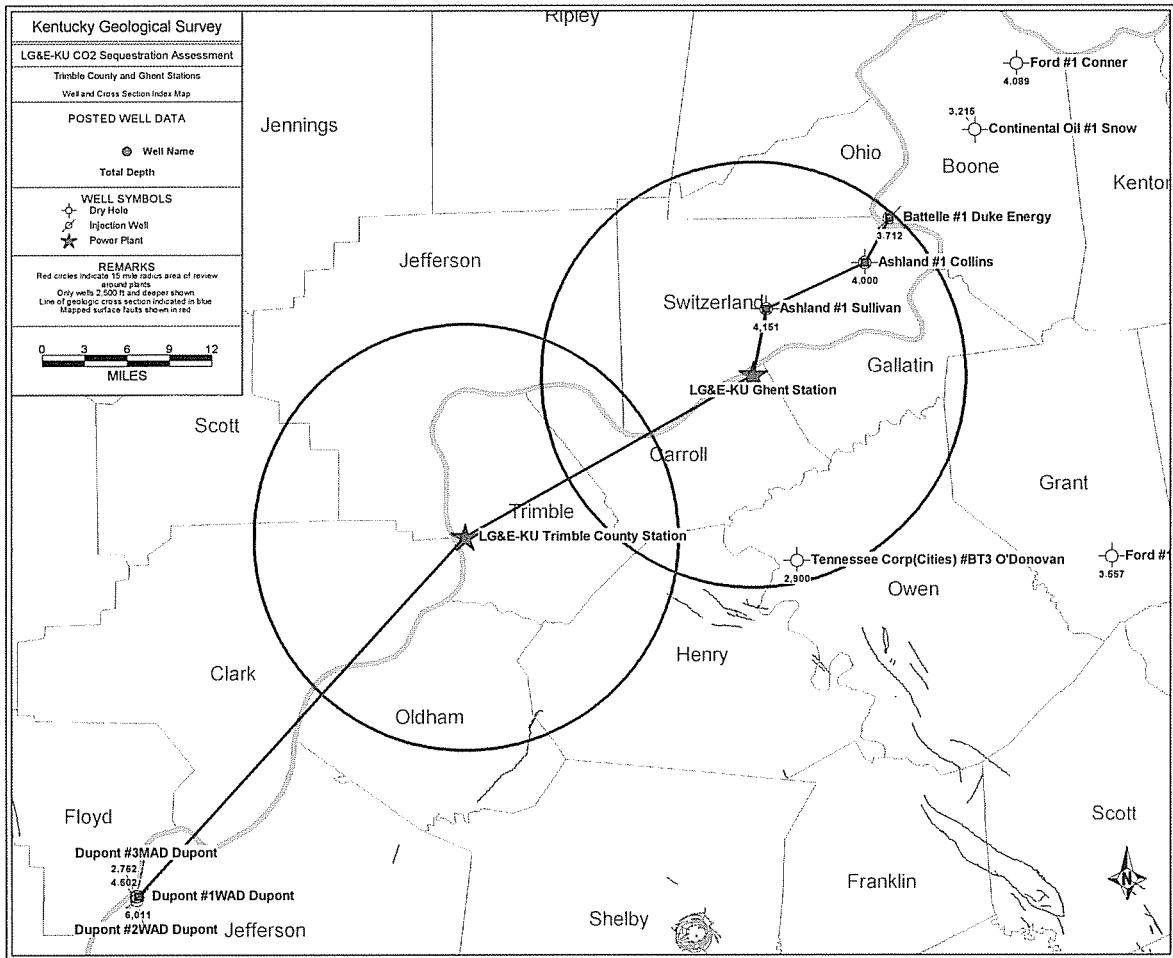 Kentucky Geological Survey
LG&E-KU CO2 Sequestration Assessment
Trimble County and Ghent Stations
Well and Cross Section Index Map
POSTED WELL DATA
Well Name
Total Depth
WELL SYMBOLS
Dry Hole
Injection Well
Power Plant
REMARKS
Red circles indicate 15 mile radius area of review
around plants
Only wells 2,500 ft and deeper shown
Line of geologic cross section indicated in blue
Mapped surface faults shown in red
0 3 6 9 12
MILES
Ripley
Ford #1 Conner
4,089
3,215
Continental Oil #1 Snow
Jennings
Ohio
Boone
Kenton
Battelle #1 Duke Energy
3.712
Jefferson
Ashland #1 Collins
4,000
Switzerland
Ashland #1 Sullivan
4,151
Gallatin
LG&E-KU Ghent Station
Scott
Carroll
Grant
Trimble
LG&E-KU Trimble County Station
Tennessee Corp(Cities) #BT3 O'Donovan
2,900
Ford #1
3.557
Owen
Henry
Clark
Oldham
Floyd
Scott
Dupont #3MAD Dupont
2.762
4.502
Dupont #1WAD Dupont
6,011
Dupont #2WAD Dupont
Jefferson
Shelby
Franklin
N